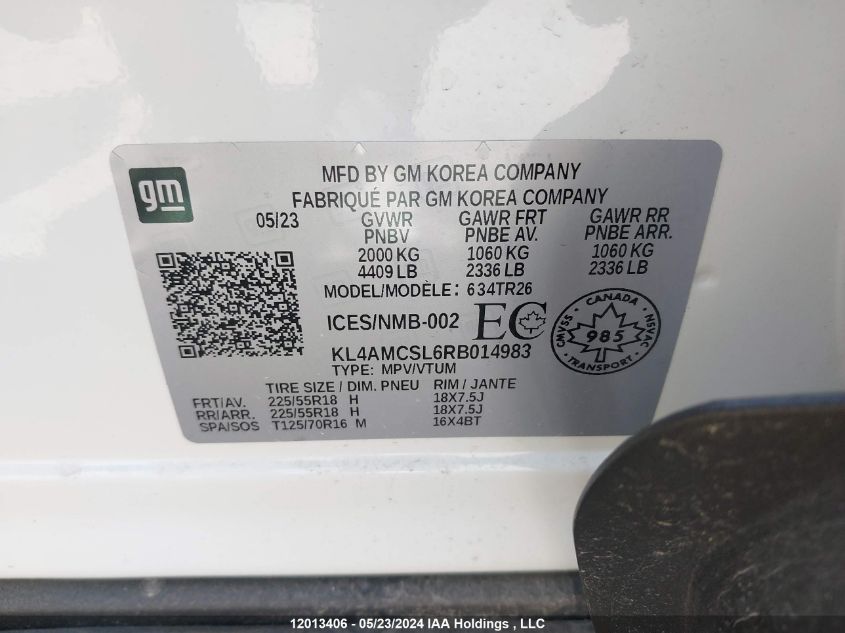 gm
MFD BY GM KOREA COMPANY
FABRIQUÉ PAR GM KOREA COMPANY
05/23 GVWR GAWR FRT GAWR RR
PNBV PNBE AV. PNBE ARR.
2000 KG 1060 KG 1060 KG
4409 LB 2336 LB 2336 LB
MODEL/MODÈLE: 634TR26
ICES/NMB-002 EC
CANADA
CMVSS 985 NSVAC
TRANSPORT
KL4AMCSL6RB014983
TYPE: MPV/VTUM
TIRE SIZE / DIM. PNEU RIM / JANTE
FRT/AV. 225/55R18 H 18X7.5J
RR/ARR. 225/55R18 H 18X7.5J
SPA/SOS T125/70R16 M 16X4BT
12013406 - 05/23/2024 IAA Holdings, LLC